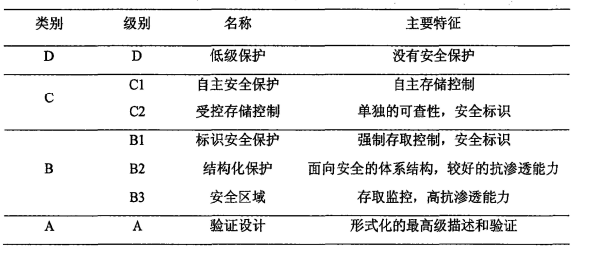 类别 级别 名称 主要特征
D D 低级保护 没有安全保护
C C1 自主安全保护 自主存储控制
C2 受控存储控制 单独的可查性，安全标识
B1 标识安全保护 强制存取控制，安全标识
B B2 结构化保护 面向安全的体系结构，较好的抗渗透能力
B3 安全区域 存取监控，高抗渗透能力
A A 验证设计 形式化的最高级描述和验证